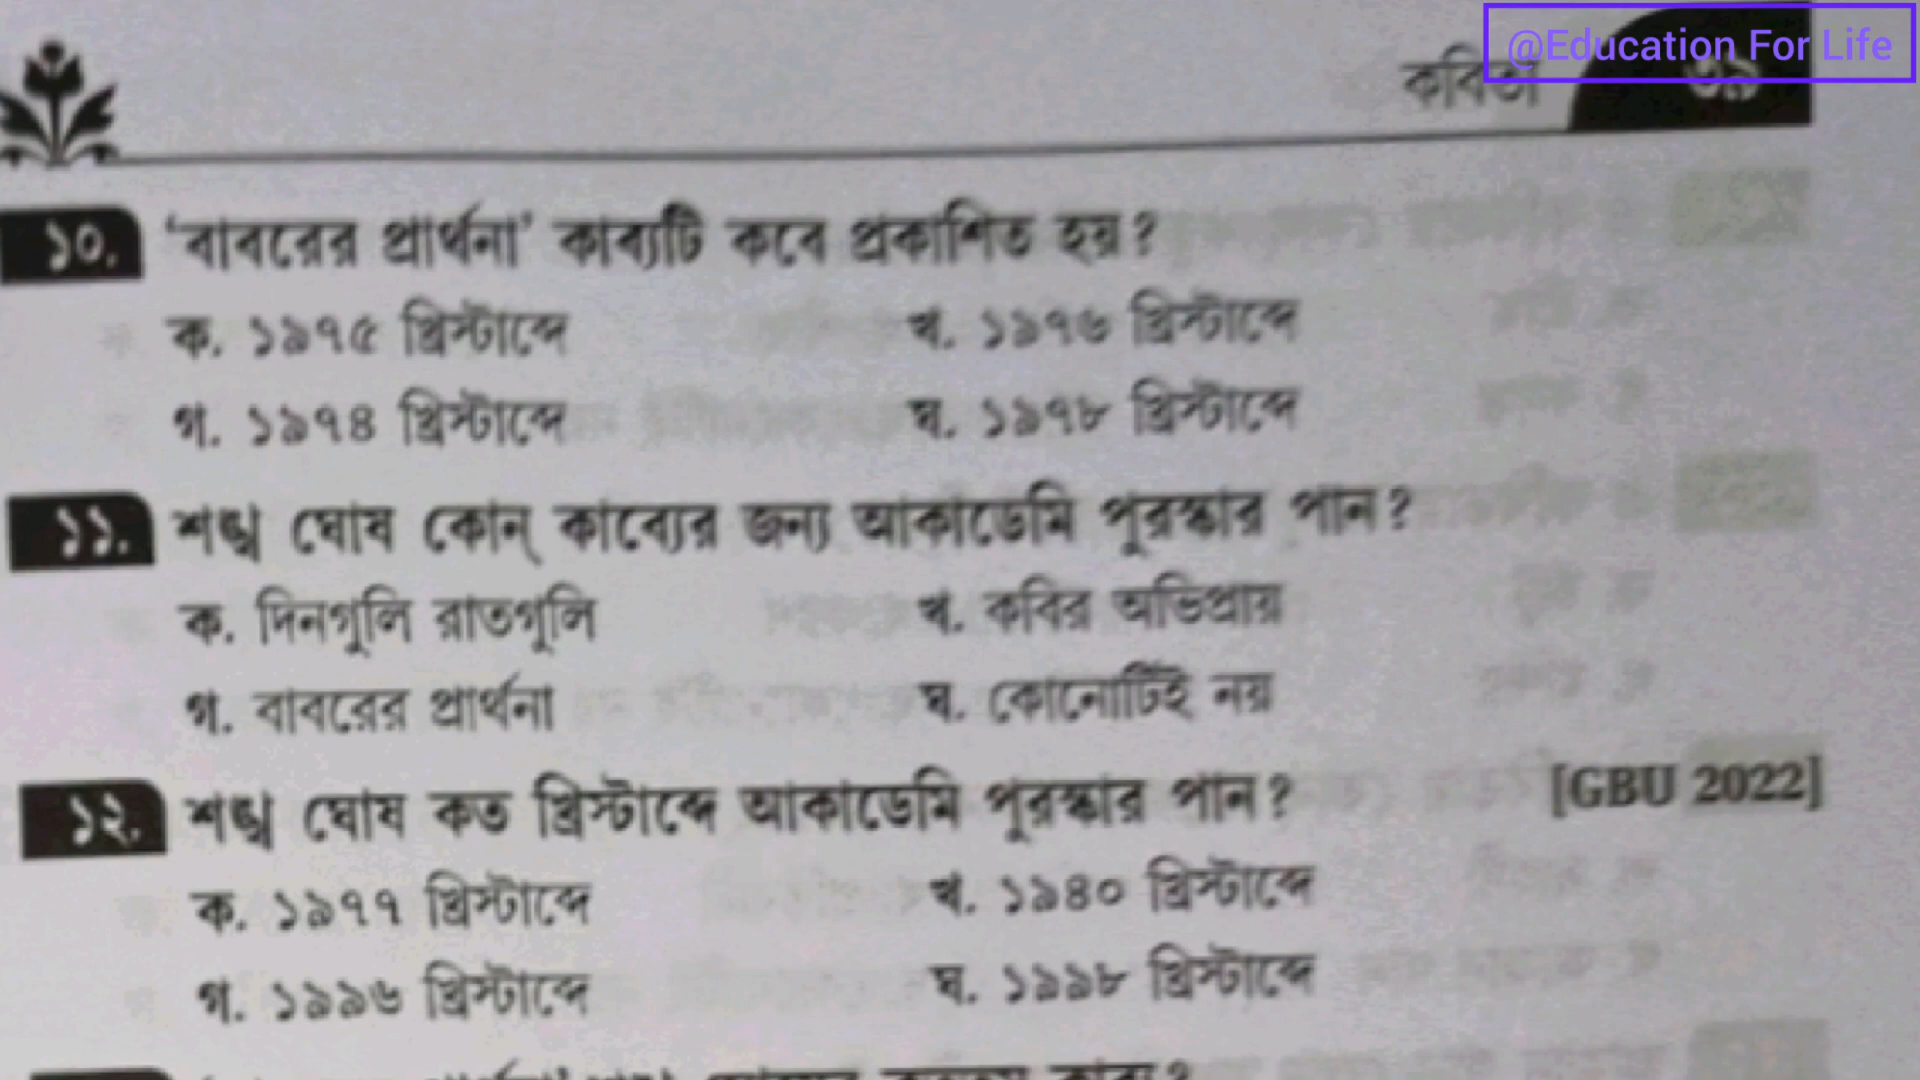 @Education For Life
কবিতা ৩৯
১০. 'বাবরের প্রার্থনা' কাব্যটি কবে প্রকাশিত হয়?
ক. ১৯৭৫ খ্রিস্টাব্দে খ. ১৯৭৬ খ্রিস্টাব্দে
গ. ১৯৭৪ খ্রিস্টাব্দে ঘ. ১৯৭৮ খ্রিস্টাব্দে
১১. শঙ্খ ঘোষ কোন্ কাব্যের জন্য আকাডেমি পুরস্কার পান?
ক. দিনগুলি রাতগুলি খ. কবির অভিপ্রায়
গ. বাবরের প্রার্থনা ঘ. কোনোটিই নয়
১২. শঙ্খ ঘোষ কত খ্রিস্টাব্দে আকাডেমি পুরস্কার পান? [GBU 2022]
ক. ১৯৭৭ খ্রিস্টাব্দে খ. ১৯৪০ খ্রিস্টাব্দে
গ. ১৯৯৬ খ্রিস্টাব্দে ঘ. ১৯৯৮ খ্রিস্টাব্দে